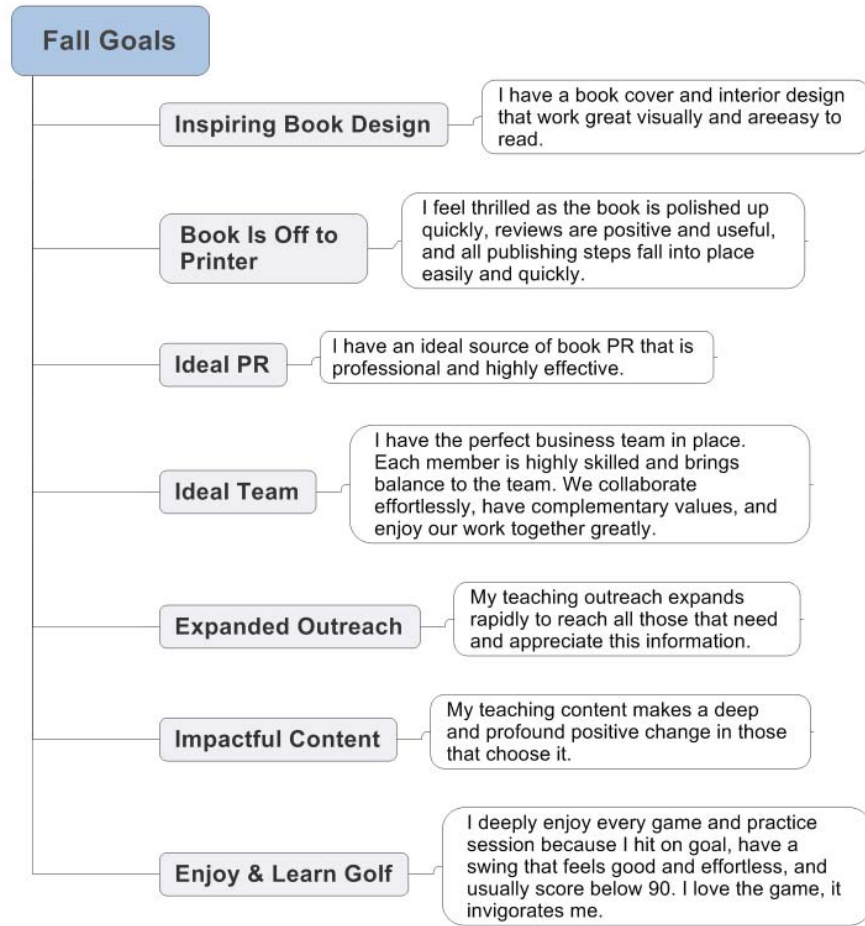 Fall Goals
Inspiring Book Design
I have a book cover and interior design
that work great visually and areeasy to
read.
Book Is Off to
Printer
I feel thrilled as the book is polished up
quickly, reviews are positive and useful,
and all publishing steps fall into place
easily and quickly.
Ideal PR
I have an ideal source of book PR that is
professional and highly effective.
Ideal Team
I have the perfect business team in place.
Each member is highly skilled and brings
balance to the team. We collaborate
effortlessly, have complementary values, and
enjoy our work together greatly.
Expanded Outreach
My teaching outreach expands
rapidly to reach all those that need
and appreciate this information.
Impactful Content
My teaching content makes a deep
and profound positive change in those
that choose it.
Enjoy & Learn Golf
I deeply enjoy every game and practice
session because I hit on goal, have a
swing that feels good and effortless, and
usually score below 90. I love the game, it
invigorates me.